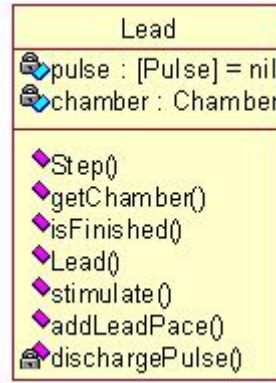 Lead
pulse : [Pulse] = nil
chamber : Chamber
Step()
getChamber()
isFinished()
Lead()
stimulate()
addLeadPace()
dischargePulse()